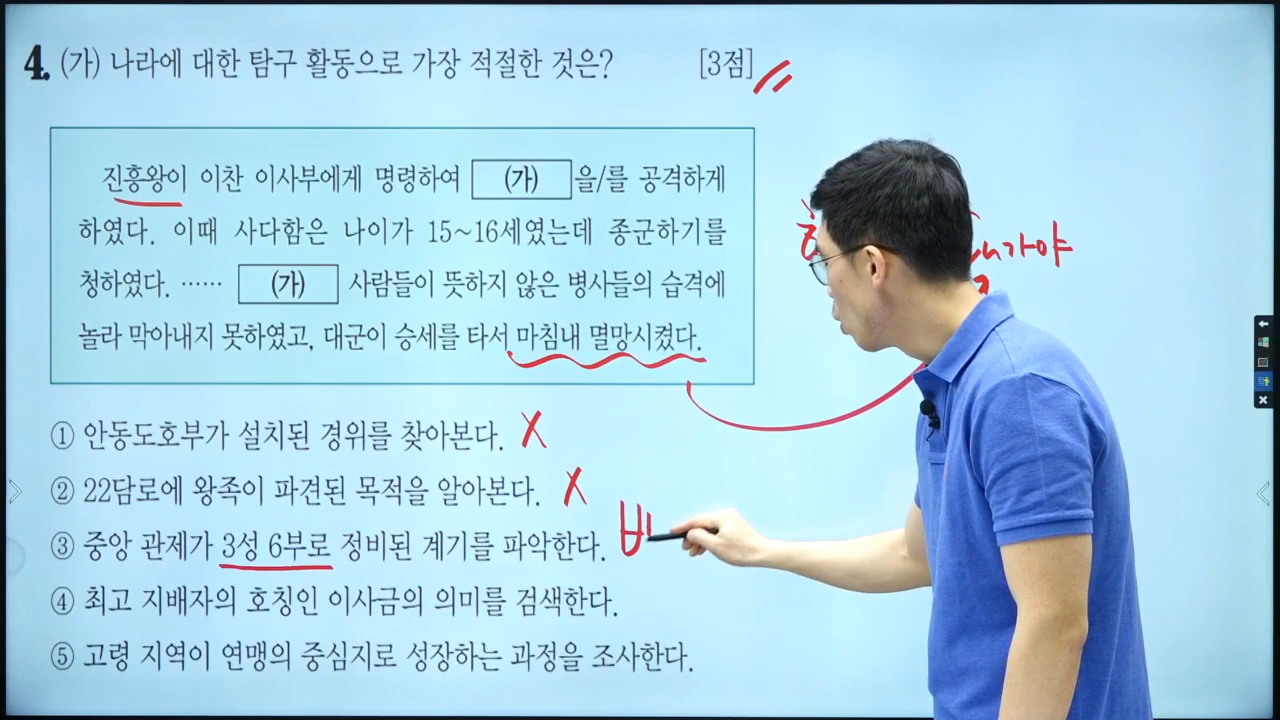 4. (가) 나라에 대한 탐구 활동으로 가장 적절한 것은? [3점]
진흥왕이 이찬 이사부에게 명령하여 (가) 을/를 공격하게
하였다. 이때 사다함은 나이가 15~16세였는데 종군하기를
청하였다. …… (가) 사람들이 뜻하지 않은 병사들의 습격에
놀라 막아내지 못하였고, 대군이 승세를 타서 마침내 멸망시켰다.
가야
① 안동도호부가 설치된 경위를 찾아본다. X
② 22담로에 왕족이 파견된 목적을 알아본다. X
③ 중앙 관제가 3성 6부로 정비된 계기를 파악한다.
④ 최고 지배자의 호칭인 이사금의 의미를 검색한다.
⑤ 고령 지역이 연맹의 중심지로 성장하는 과정을 조사한다.